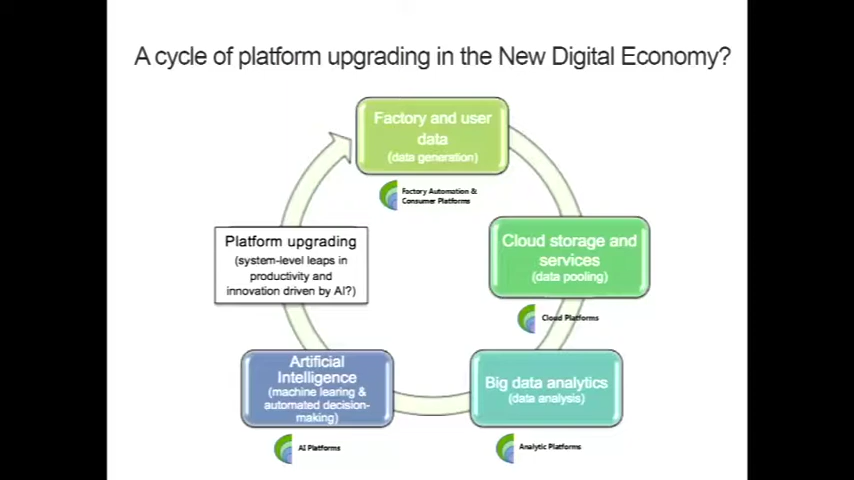 A cycle of platform upgrading in the New Digital Economy?
Factory and user
data
(data generation)
Factory Automation &
Consumer Platforms
Platform upgrading
(system-level leaps in
productivity and
innovation driven by AI?)
Cloud storage and
services
(data pooling)
Cloud Platforms
Artificial
Intelligence
(machine learing &
automated decision-
making)
AI Platforms
Big data analytics
(data analysis)
Analytic Platforms